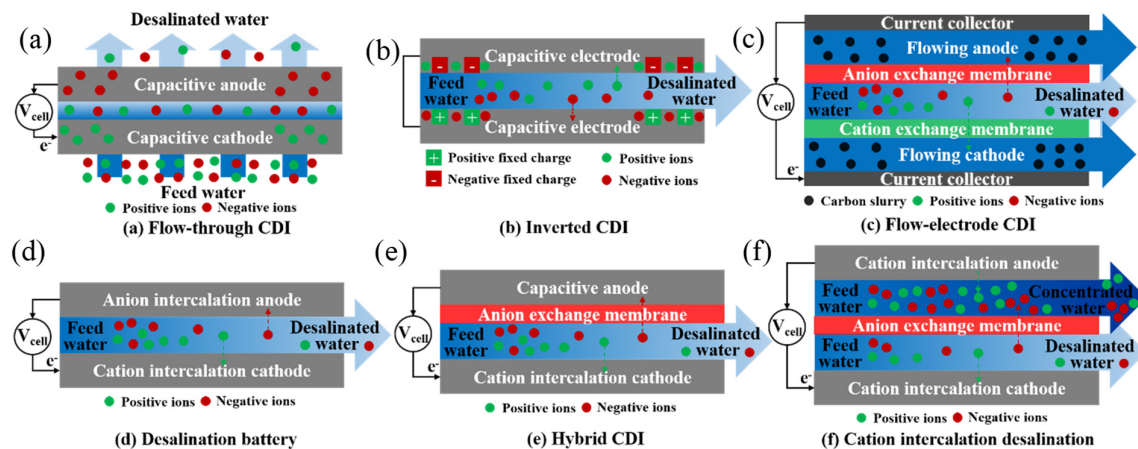 (a)
Desalinated water
Capacitive anode
Vcell
Capacitive cathode
e-
Feed water
Positive ions Negative ions
(a) Flow-through CDI
(b)
Capacitive electrode
Feed
water
Desalinated
water
Capacitive electrode
+ Positive fixed charge Positive ions
- Negative fixed charge Negative ions
(b) Inverted CDI
(c)
Current collector
Flowing anode
Anion exchange membrane
Vcell
Feed
water
Desalinated
water
Cation exchange membrane
Flowing cathode
e-
Current collector
Carbon slurry Positive ions Negative ions
(c) Flow-electrode CDI
(d)
Anion intercalation anode
Vcell
Feed
water
Desalinated
water
e-
Cation intercalation cathode
Positive ions Negative ions
(d) Desalination battery
(e)
Capacitive anode
Anion exchange membrane
Vcell
Feed
water
Desalinated
water
e-
Cation intercalation cathode
Positive ions Negative ions
(e) Hybrid CDI
(f)
Cation intercalation anode
Feed
water
Concentrated
water
Vcell
Anion exchange membrane
Feed
water
Desalinated
water
e-
Cation intercalation cathode
Positive ions Negative ions
(f) Cation intercalation desalination